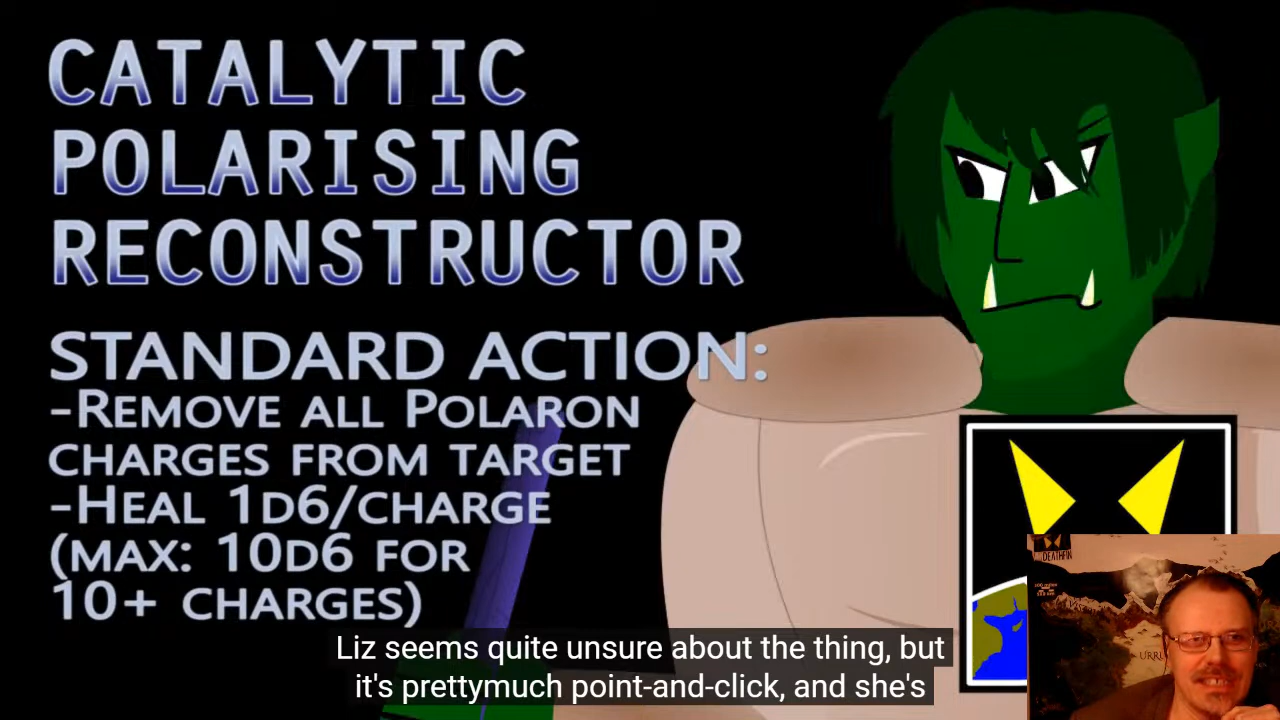 CATALYTIC
POLARISING
RECONSTRUCTOR
STANDARD ACTION:
-REMOVE ALL POLARON
CHARGES FROM TARGET
-HEAL 1D6/CHARGE
(MAX: 10D6 FOR
10+ CHARGES)
Liz seems quite unsure about the thing, but
it's prettymuch point-and-click, and she's